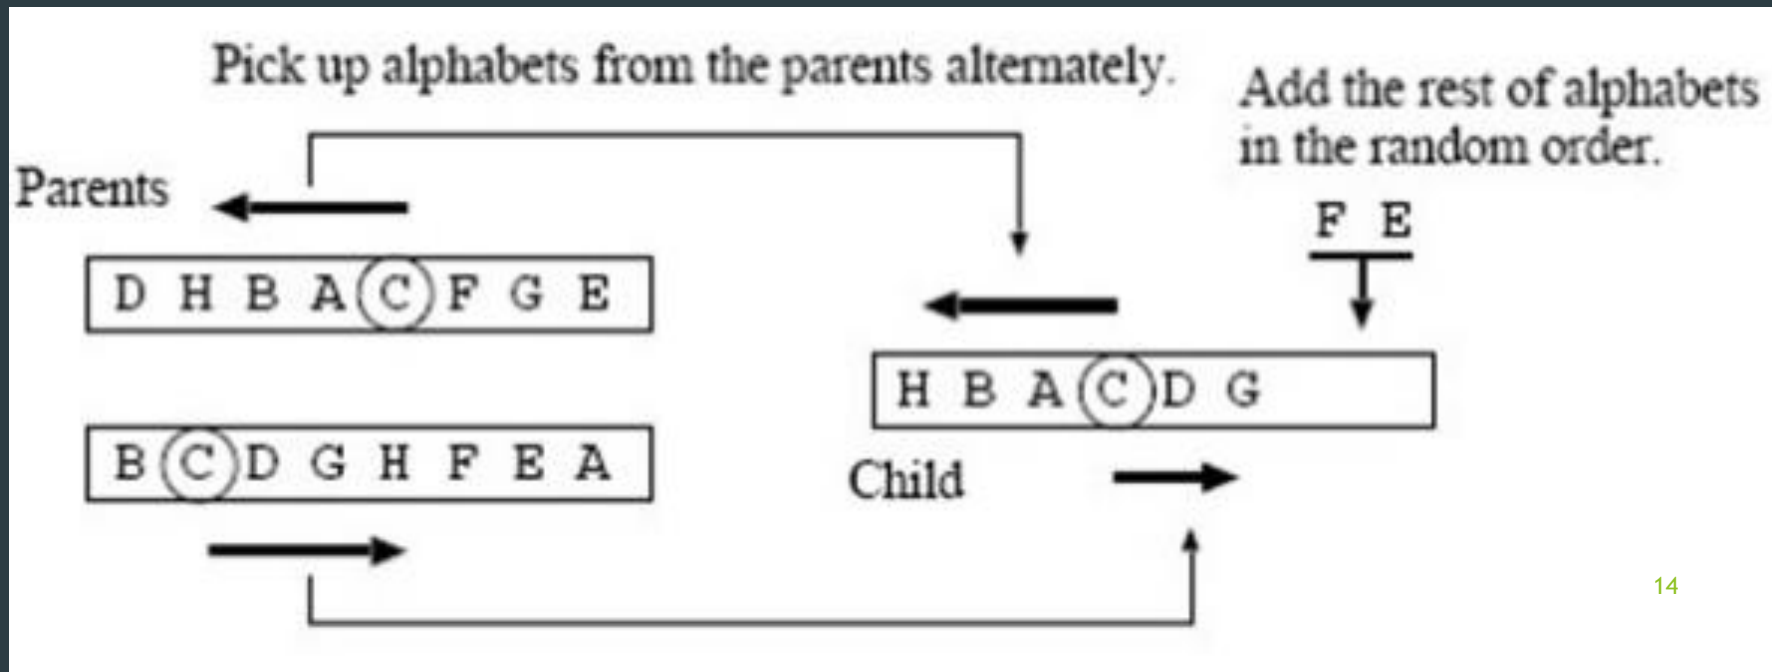 Pick up alphabets from the parents alternately.
Add the rest of alphabets
in the random order.
Parents
F E
D H B A C F G E
H B A C D G
B C D G H F E A
Child
14